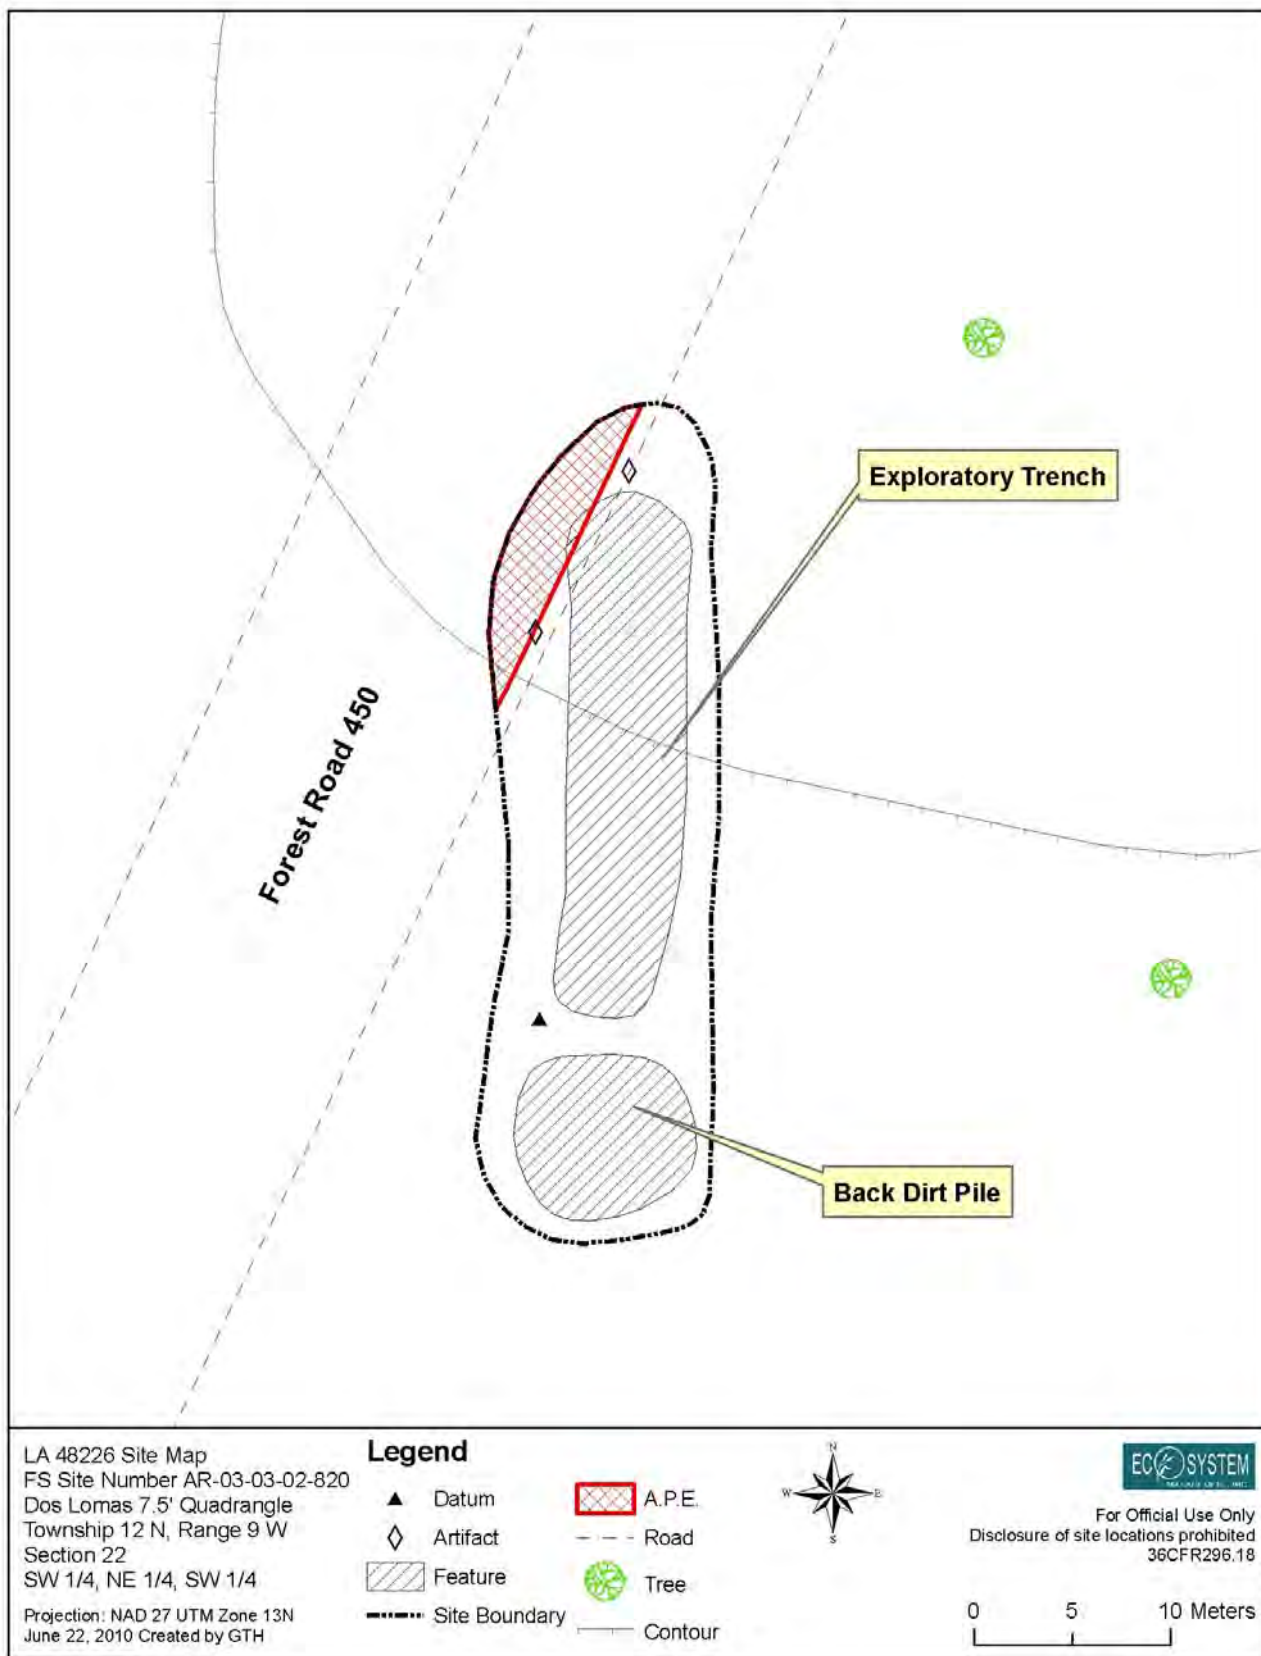 Exploratory Trench
Forest Road 450
Back Dirt Pile
LA 48226 Site Map
FS Site Number AR-03-03-02-820
Dos Lomas 7.5' Quadrangle
Township 12 N, Range 9 W
Section 22
SW 1/4, NE 1/4, SW 1/4
Projection: NAD 27 UTM Zone 13N
June 22, 2010 Created by GTH
Legend
Datum
Artifact
Feature
Site Boundary
A.P.E.
Road
Tree
Contour
N
W E
S
ECOSYSTEM
For Official Use Only
Disclosure of site locations prohibited
36CFR296.18
0 5 10 Meters